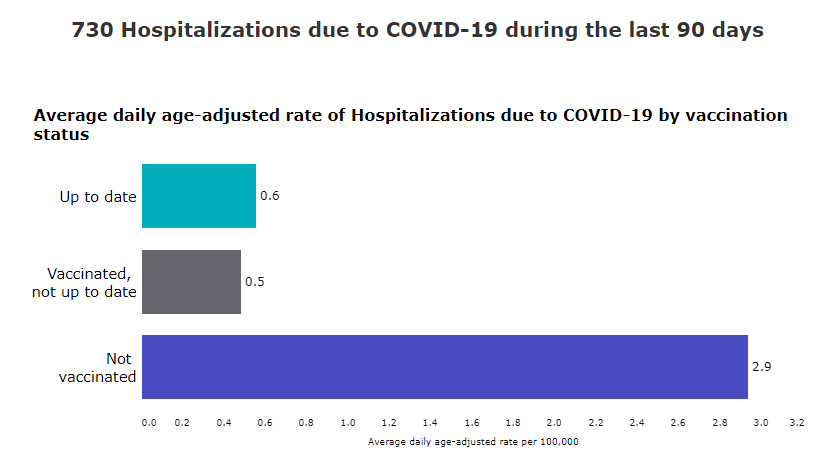 730 Hospitalizations due to COVID-19 during the last 90 days
Average daily age-adjusted rate of Hospitalizations due to COVID-19 by vaccination
status
Up to date
0.6
Vaccinated,
not up to date
0.5
Not
vaccinated
2.9
0.0 0.2 0.4 0.6 0.8 1.0 1.2 1.4 1.6 1.8 2.0 2.2 2.4 2.6 2.8 3.0 3.2
Average daily age-adjusted rate per 100,000